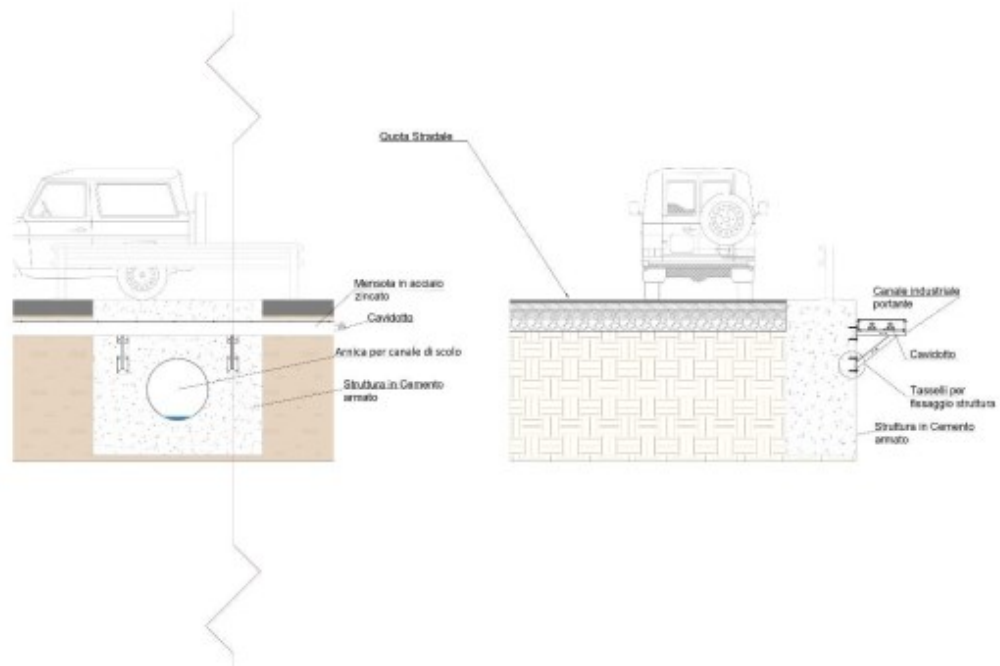 Quota Stradale
Mensola in acciaio
zincato
Cavidotto
Arnica per canale di scolo
Struttura in Cemento
armato
Canale industriale
portante
Cavidotto
Tasselli per
fissaggio struttura
Struttura in Cemento
armato